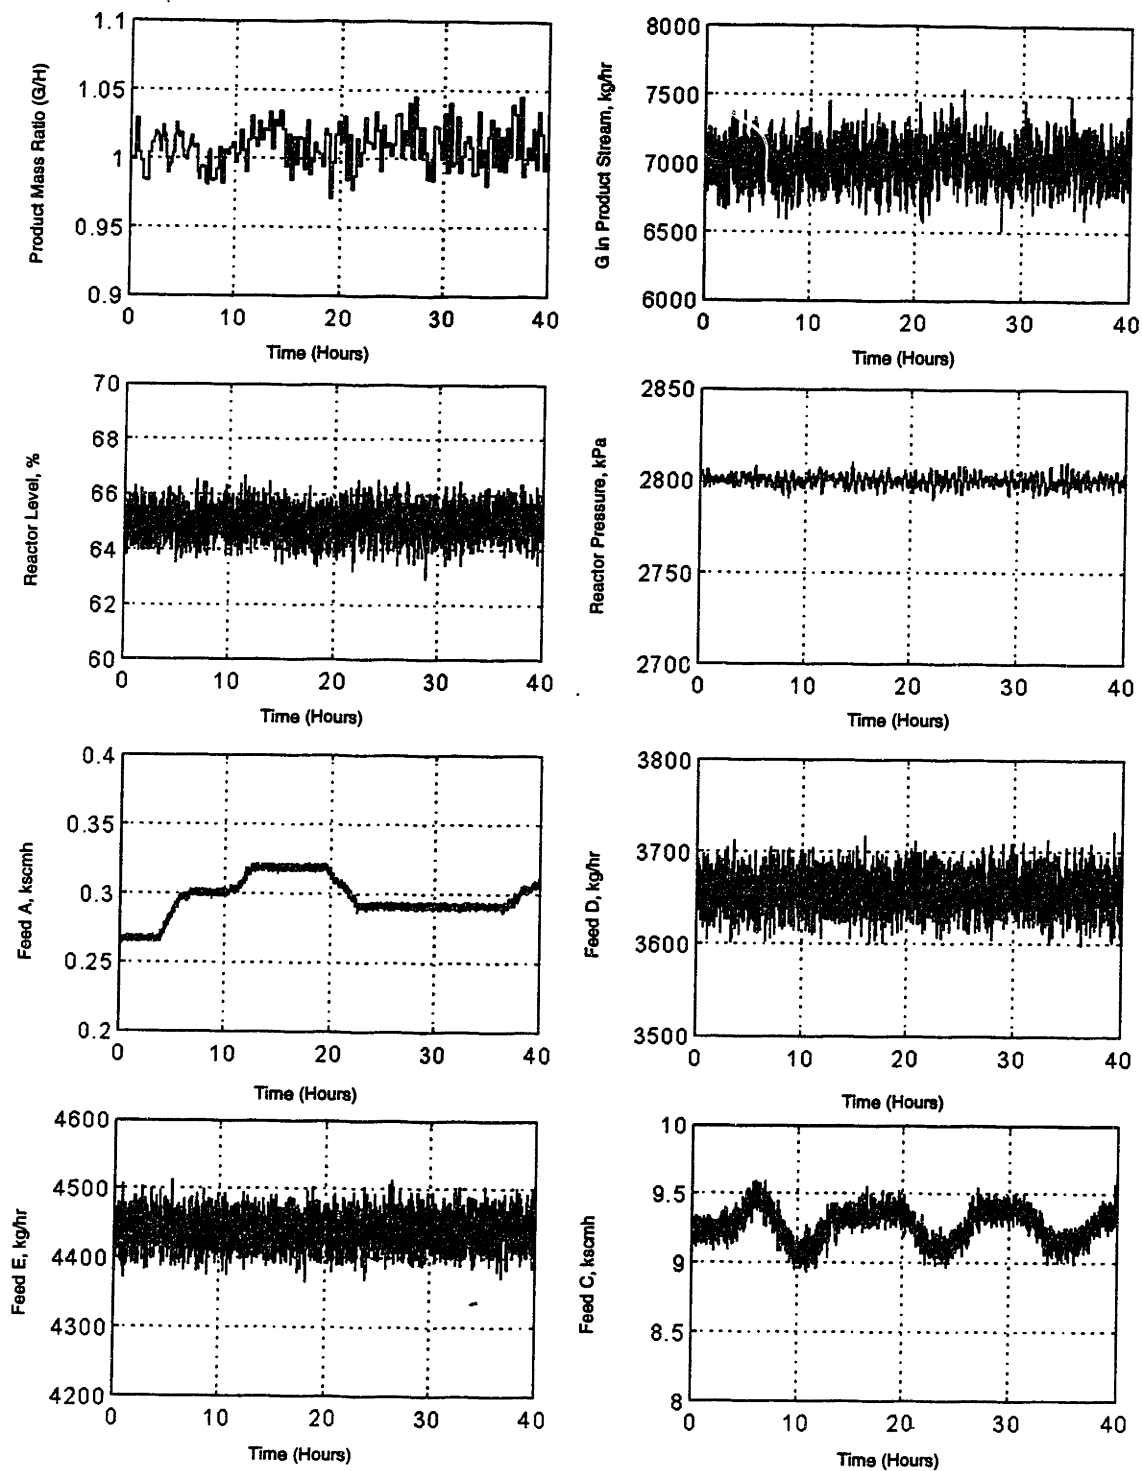 Product Mass Ratio (G/H)
1.1
1.05
1
0.95
0.9
0 10 20 30 40
Time (Hours)
G in Product Stream, kg/hr
8000
7500
7000
6500
6000
0 10 20 30 40
Time (Hours)
Reactor Level, %
70
68
66
64
62
60
0 10 20 30 40
Time (Hours)
Reactor Pressure, kPa
2850
2800
2750
2700
0 10 20 30 40
Time (Hours)
Feed A, kscmh
0.4
0.35
0.3
0.25
0.2
0 10 20 30 40
Time (Hours)
Feed D, kg/hr
3800
3700
3600
3500
0 10 20 30 40
Time (Hours)
Feed E, kg/hr
4600
4500
4400
4300
4200
0 10 20 30 40
Time (Hours)
Feed C, kscmh
10
9.5
9
8.5
8
0 10 20 30 40
Time (Hours)